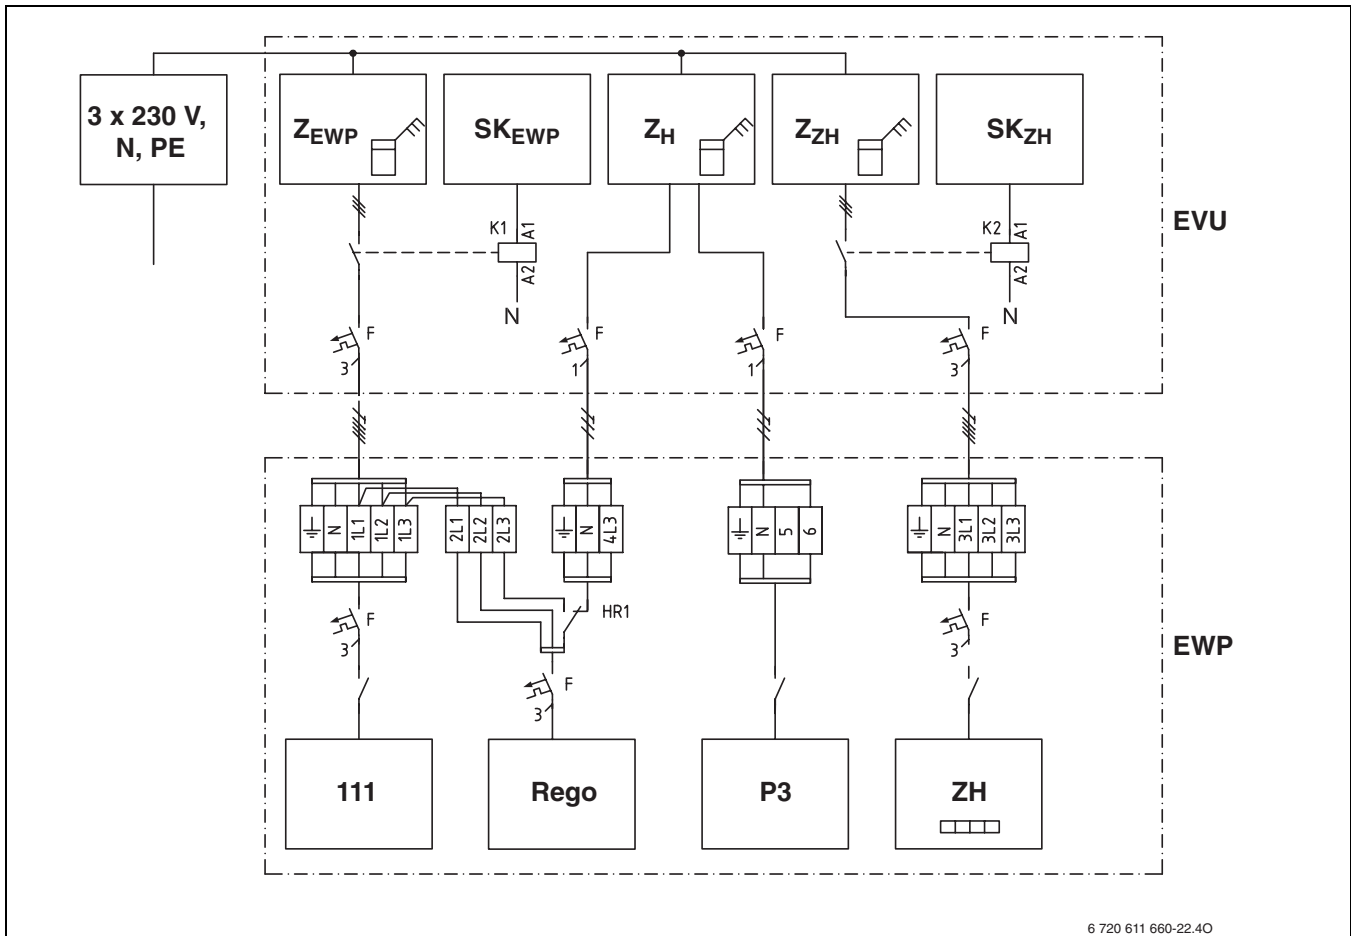 3 x 230 V,
N, PE
ZEWP
SKEWP
ZH
ZZH
SKZH
EVU
K1
A1
A2
N
K2
A1
A2
N
F
3
F
1
F
1
F
3
N
1L1
1L2
1L3
2L1
2L2
2L3
N
4L3
N
5
6
N
3L1
3L2
3L3
HR1
F
3
F
3
F
3
EWP
111
Rego
P3
ZH
6 720 611 660-22.4O